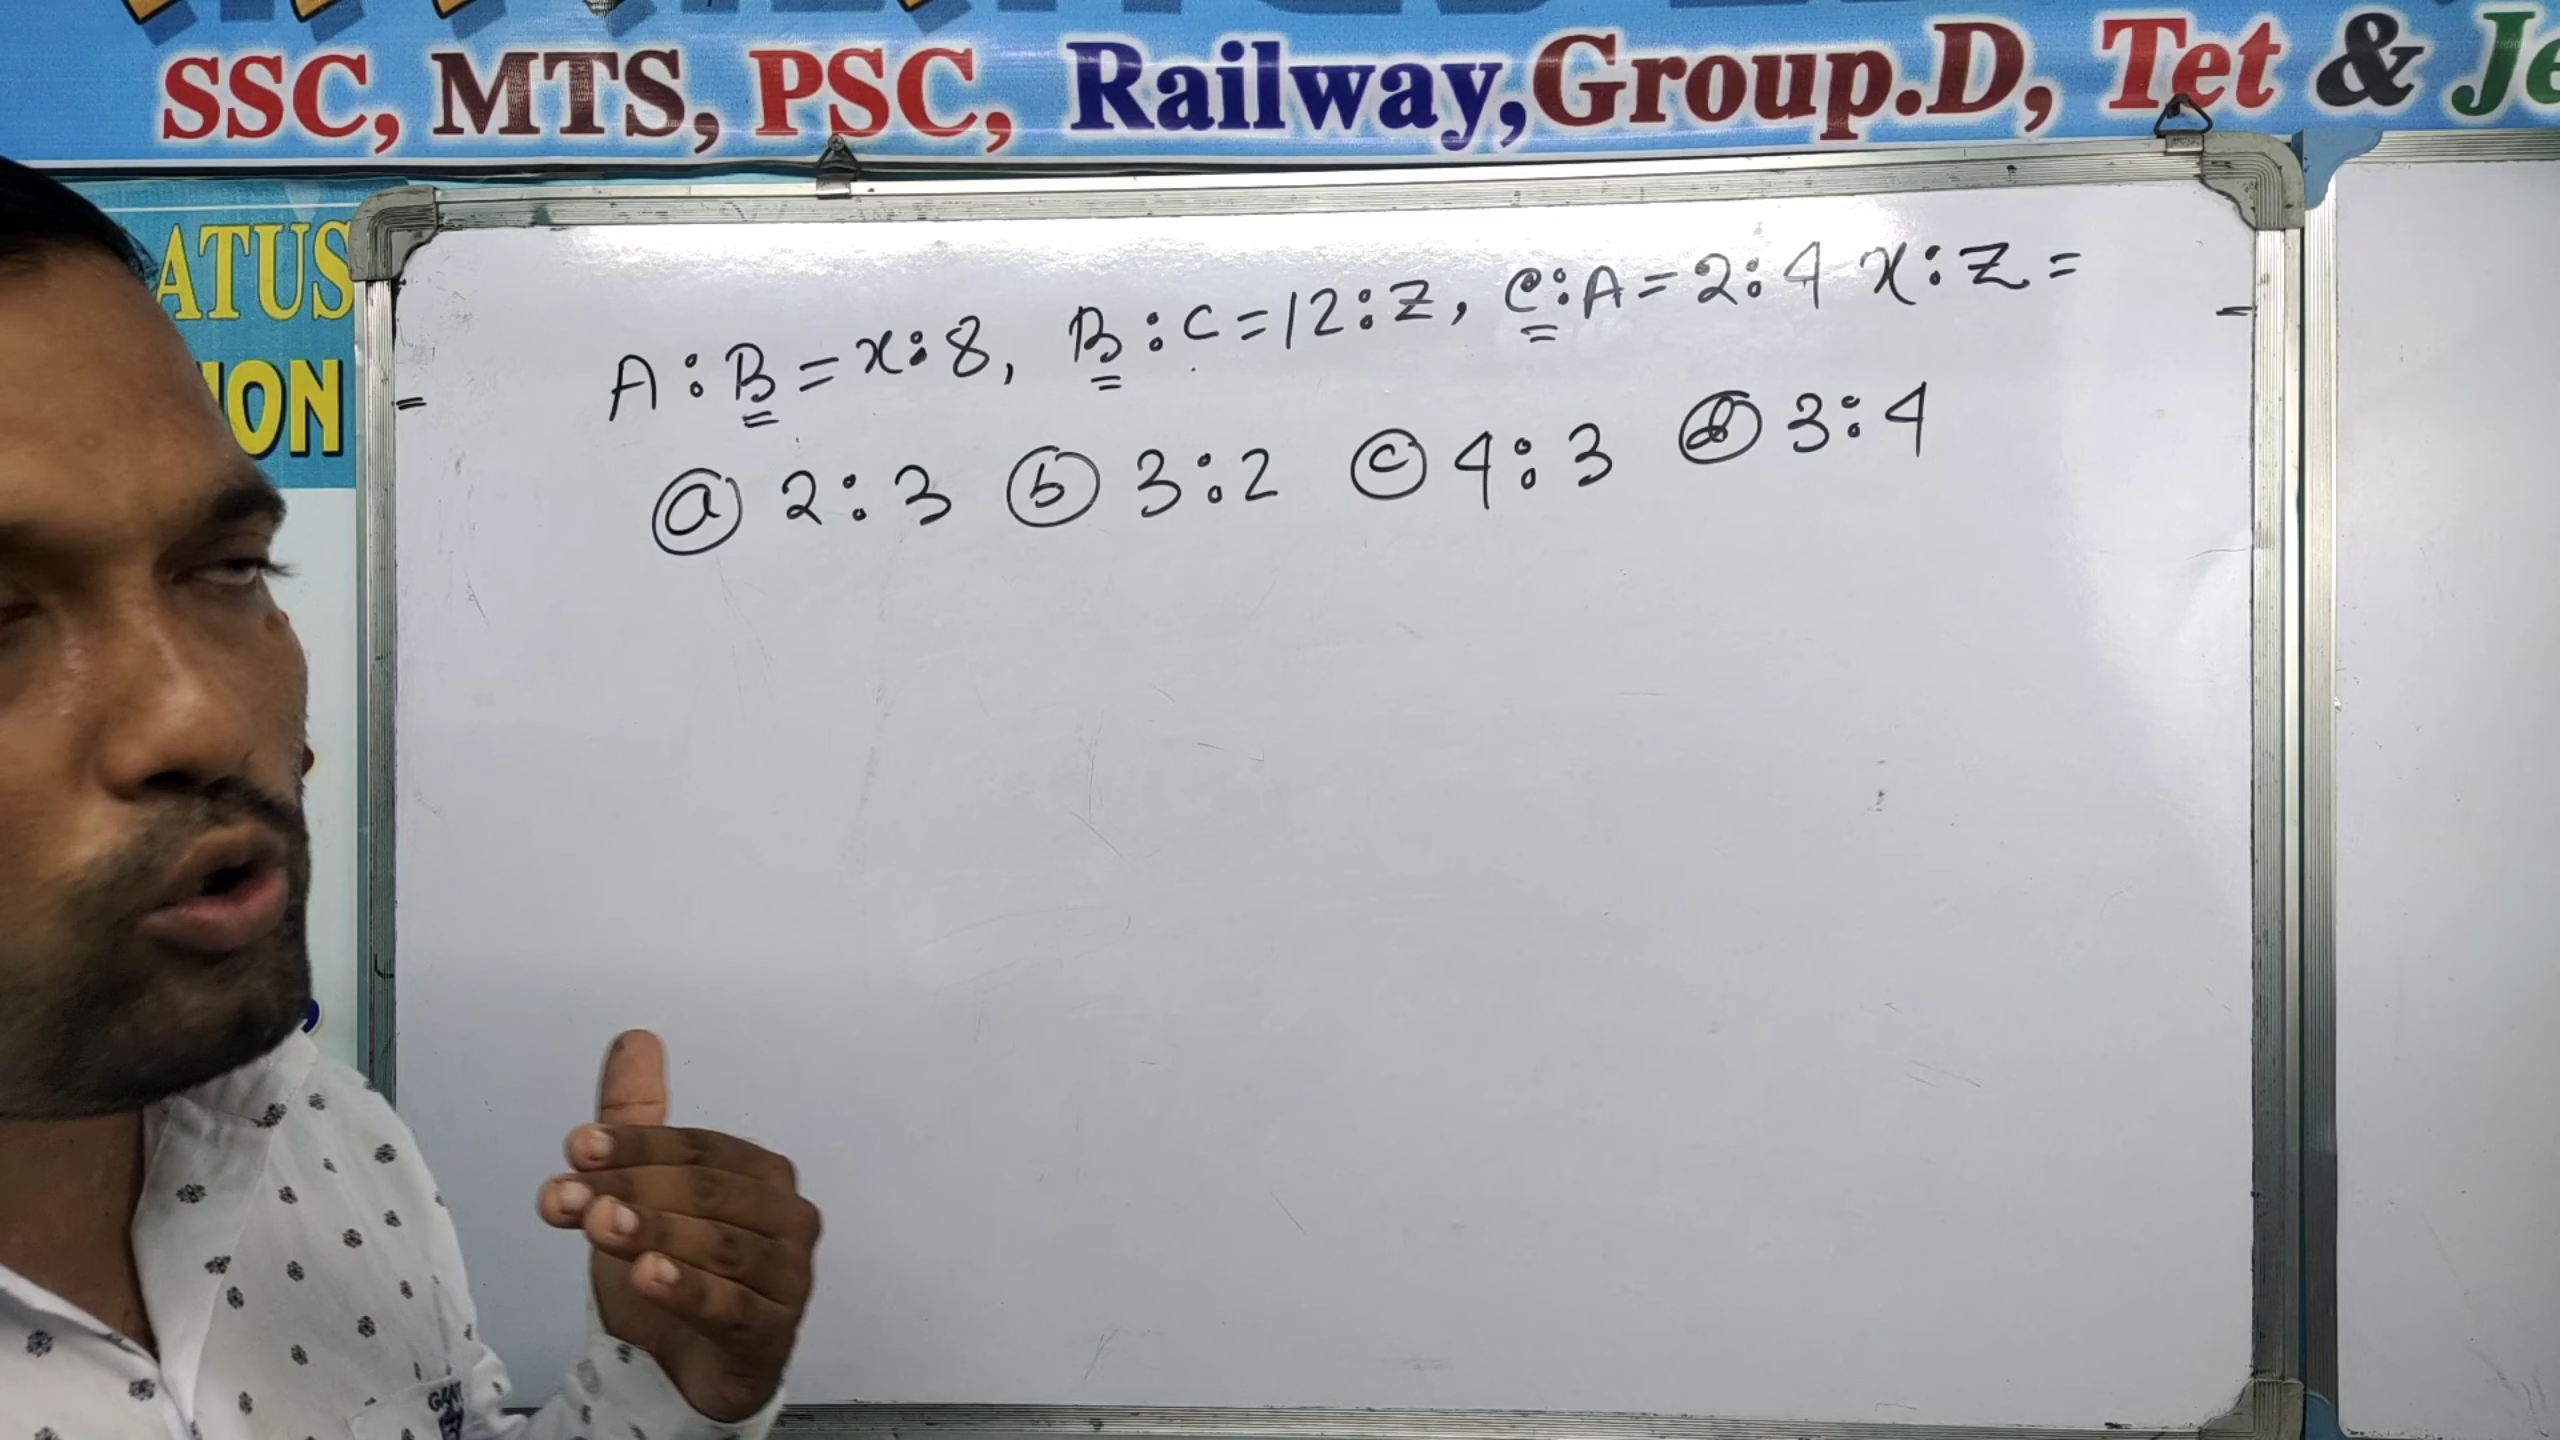 SSC, MTS, PSC, Railway, Group.D, Tet & Je
ATUS
ION
A : B = x : 8, B : C = 12 : Z, C : A = 2 : 4 x : Z =
ⓐ 2 : 3 ⓑ 3 : 2 ⓒ 4 : 3 ⓓ 3 : 4